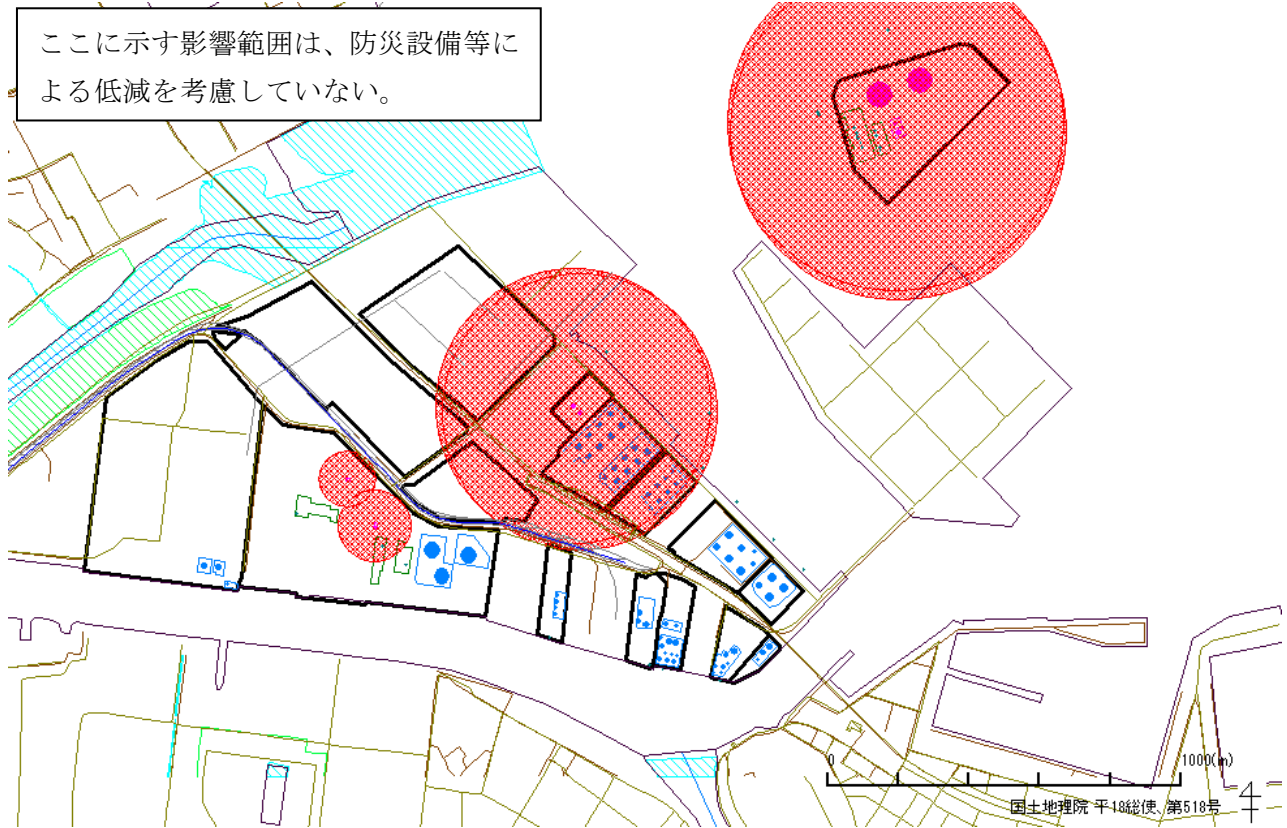 ここに示す影響範囲は、防災設備等に
よる低減を考慮していない。
0
1000(m)
国土地理院 平18総使、第518号